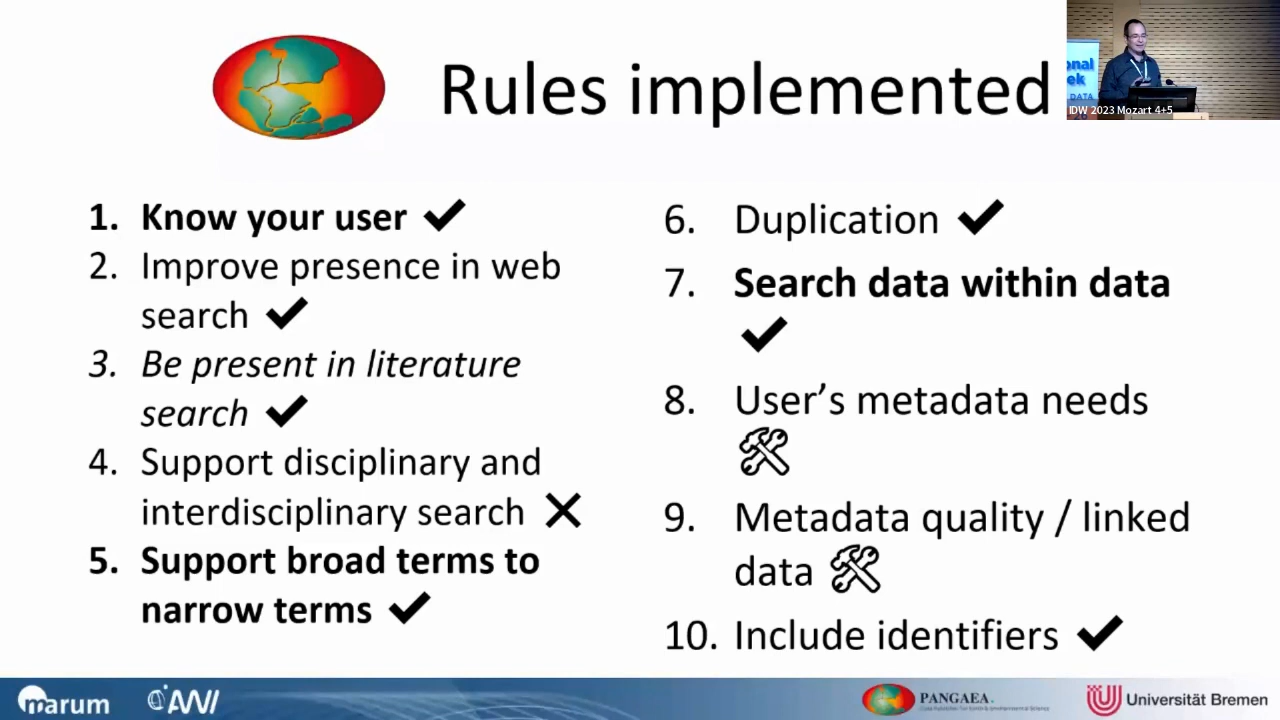 Rules implemented
onal
ek
DATA
IDW 2023 Mozart 4+5
1. Know your user ✔
2. Improve presence in web
search ✔
3. Be present in literature
search ✔
4. Support disciplinary and
interdisciplinary search ✕
5. Support broad terms to
narrow terms ✔
6. Duplication ✔
7. Search data within data
✔
8. User’s metadata needs
🛠
9. Metadata quality / linked
data 🛠
10. Include identifiers ✔
marum
AWI
PANGAEA.
Universität Bremen